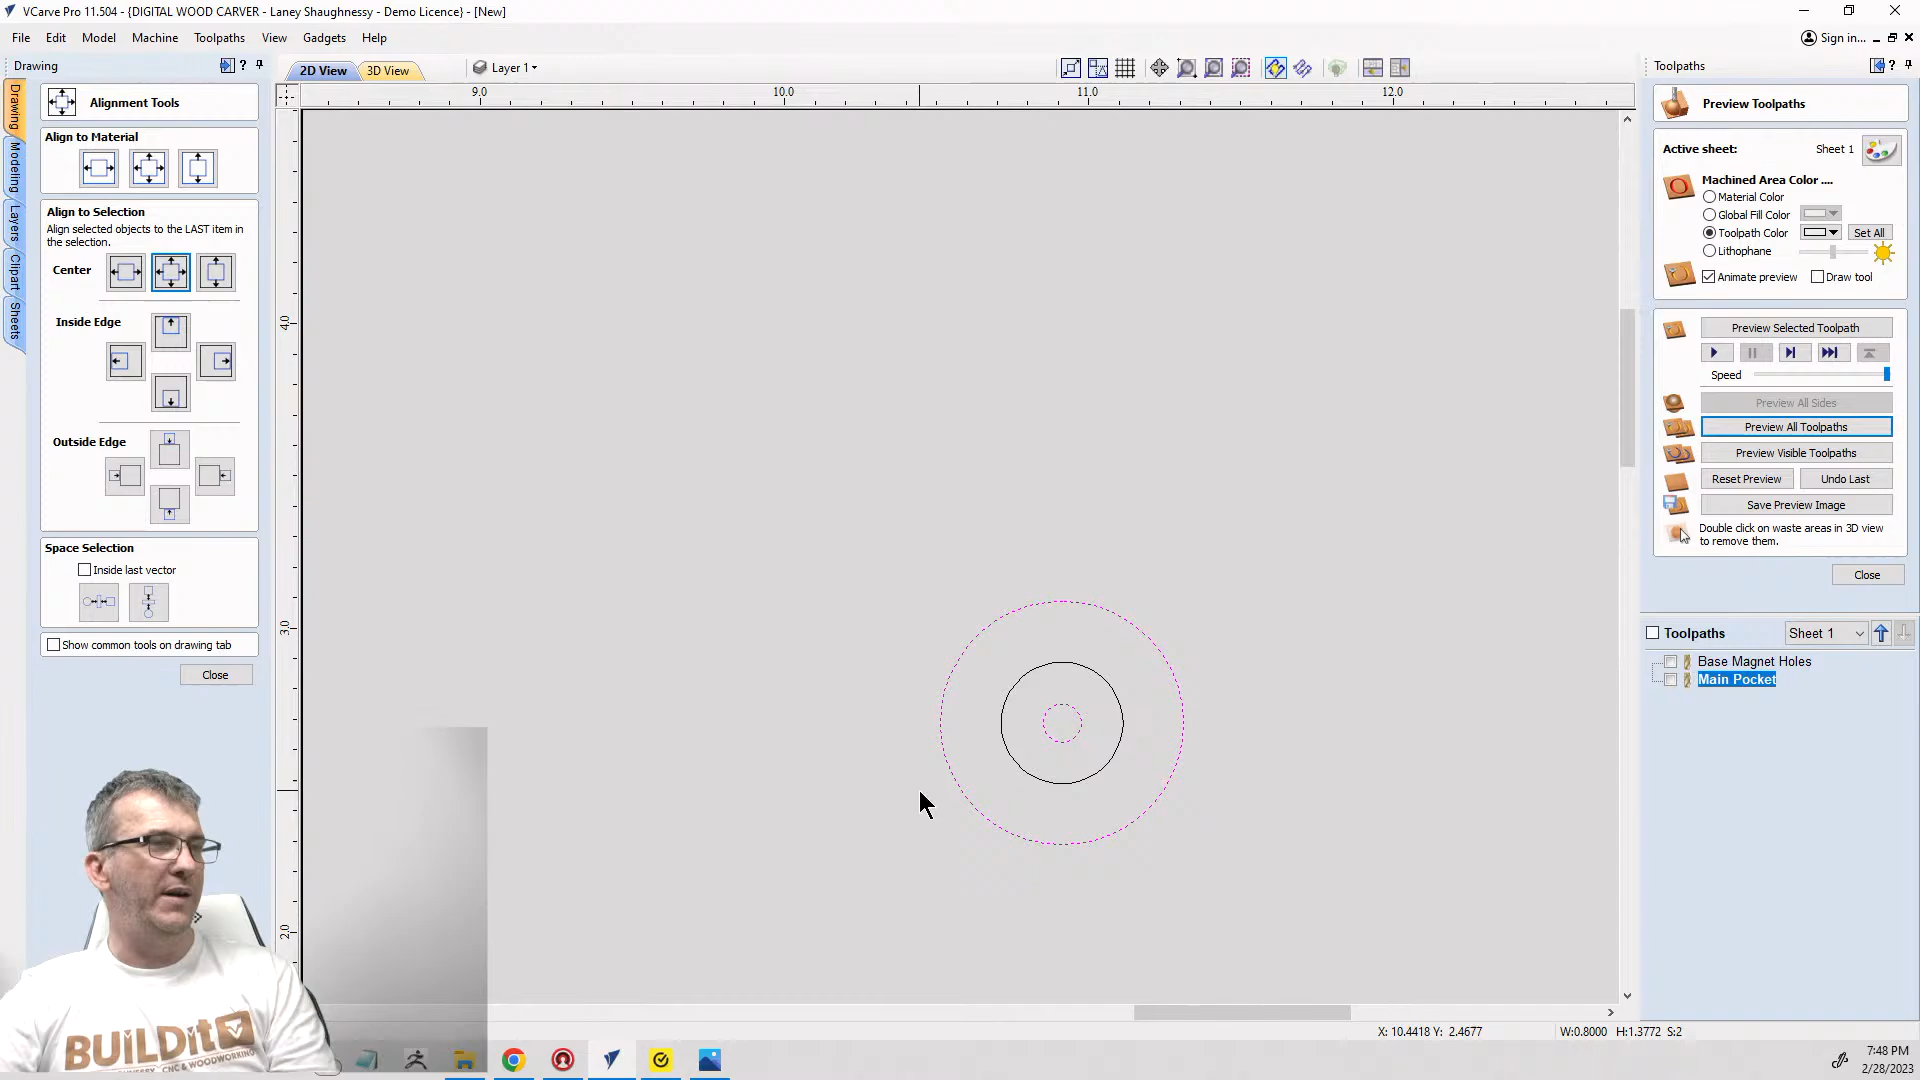 VCarve Pro 11.504 - {DIGITAL WOOD CARVER - Laney Shaughnessy - Demo Licence} - [New]
File Edit Model Machine Toolpaths View Gadgets Help
Sign in...
Drawing
2D View
3D View
Layer 1
Toolpaths
Drawing
Modeling
Layers
Clipart
Sheets
Alignment Tools
Align to Material
Align to Selection
Align selected objects to the LAST item in
the selection.
Center
Inside Edge
Outside Edge
Space Selection
Inside last vector
Show common tools on drawing tab
Close
9.0 10.0 11.0 12.0
4.0
3.0
2.0
Preview Toolpaths
Active sheet: Sheet 1
Machined Area Color ....
Material Color
Global Fill Color
Toolpath Color
Set All
Lithophane
Animate preview
Draw tool
Preview Selected Toolpath
Speed
Preview All Sides
Preview All Toolpaths
Preview Visible Toolpaths
Reset Preview
Undo Last
Save Preview Image
Double click on waste areas in 3D view
to remove them.
Close
Toolpaths
Sheet 1
Base Magnet Holes
Main Pocket
BUILDit
CNC & WOODWORKING
X: 10.4418 Y: 2.4677
W:0.8000 H:1.3772 S:2
7:48 PM
2/28/2023